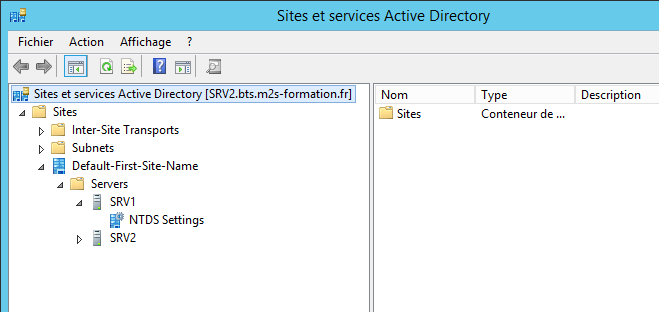 Sites et services Active Directory
Fichier Action Affichage ?
Sites et services Active Directory [SRV2.bts.m2s-formation.fr]
Sites
Inter-Site Transports
Subnets
Default-First-Site-Name
Servers
SRV1
NTDS Settings
SRV2
Nom Type Description
Sites Conteneur de ...